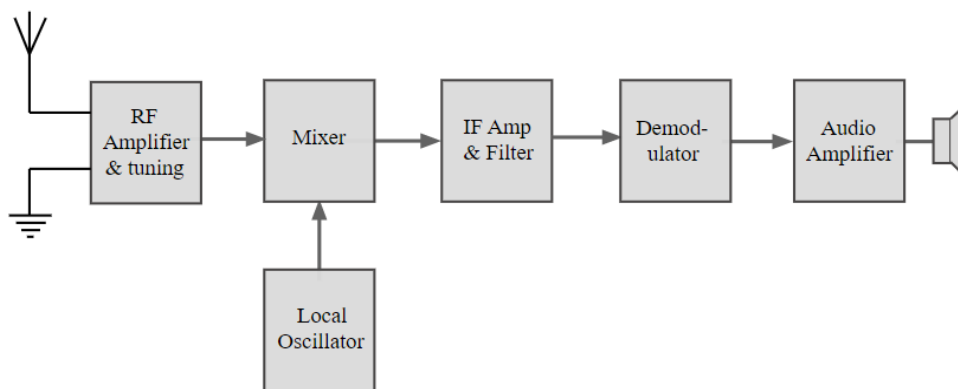 RF
Amplifier
& tuning
Mixer
IF Amp
& Filter
Demod-
ulator
Audio
Amplifier
Local
Oscillator